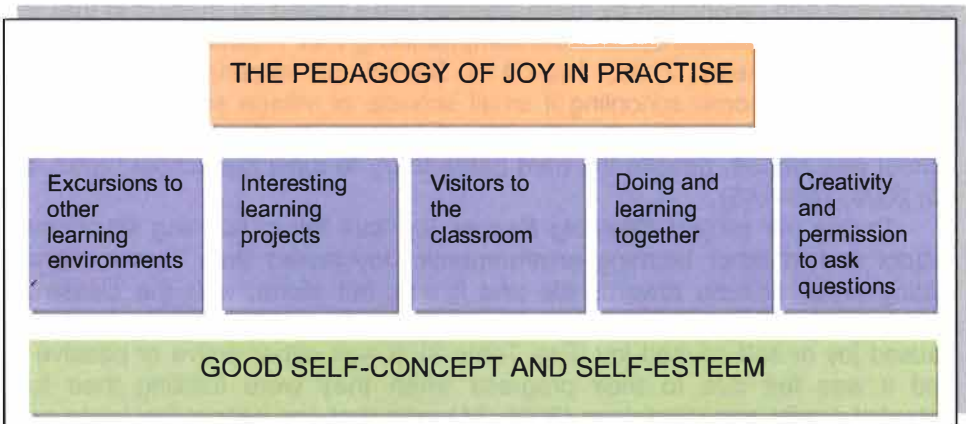 THE PEDAGOGY OF JOY IN PRACTISE
Excursions to
other
learning
environments
Interesting
learning
projects
Visitors to
the
classroom
Doing and
learning
together
Creativity
and
permission
to ask
questions
GOOD SELF-CONCEPT AND SELF-ESTEEM